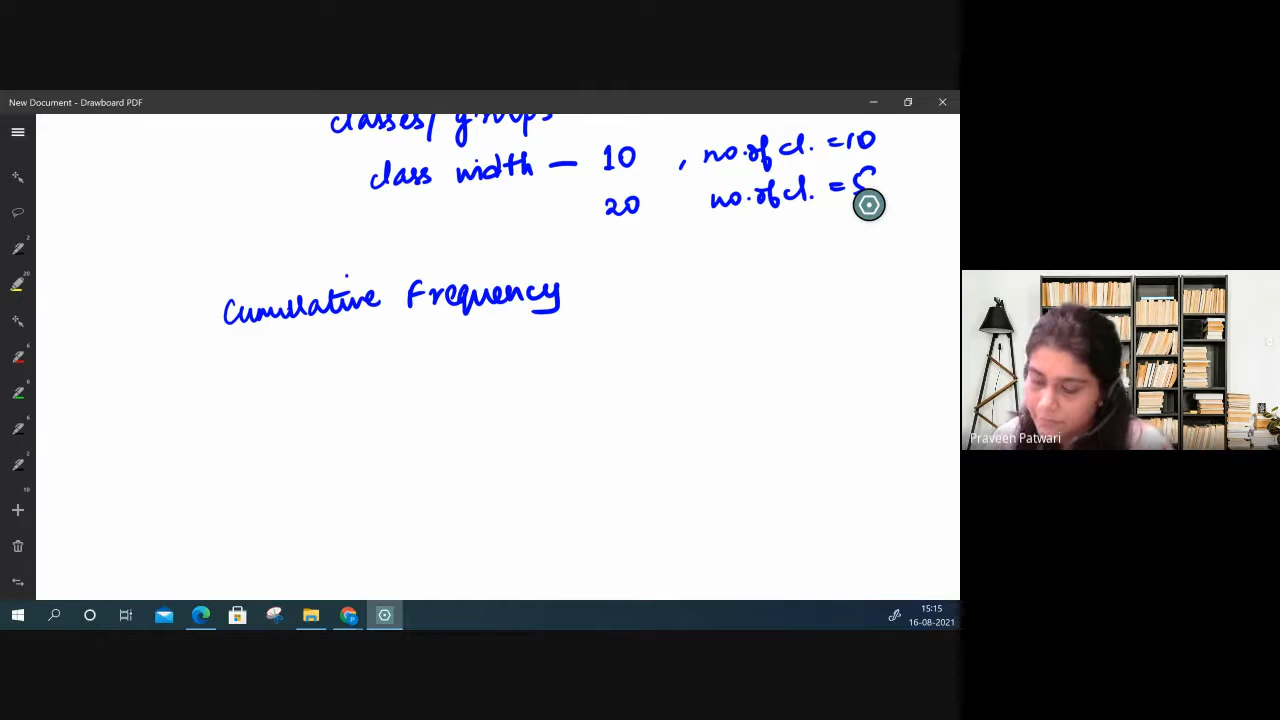 New Document - Drawboard PDF
classes/ groups
class width — 10 , no. of cl. = 10
20 no. of cl. = 5
Cumulative Frequency
Praveen Patwari
15:15
16-08-2021